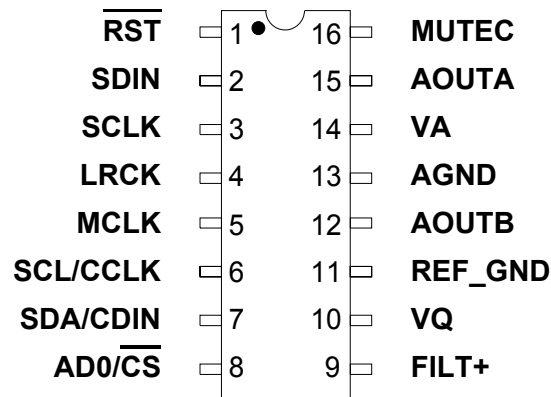 RST 1 16 MUTEC
SDIN 2 15 AOUTA
SCLK 3 14 VA
LRCK 4 13 AGND
MCLK 5 12 AOUTB
SCL/CCLK 6 11 REF_GND
SDA/CDIN 7 10 VQ
AD0/CS 8 9 FILT+